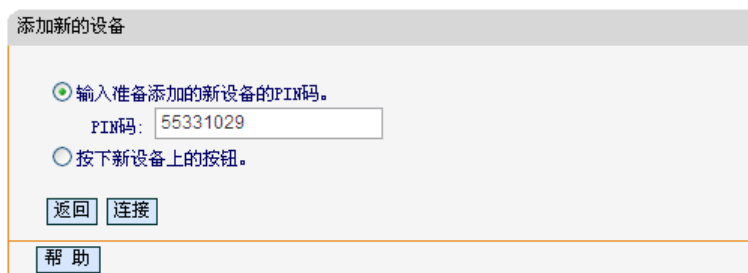 添加新的设备
输入准备添加的新设备的PIN码。
PIN码: 55331029
按下新设备上的按钮。
返回 连接
帮 助